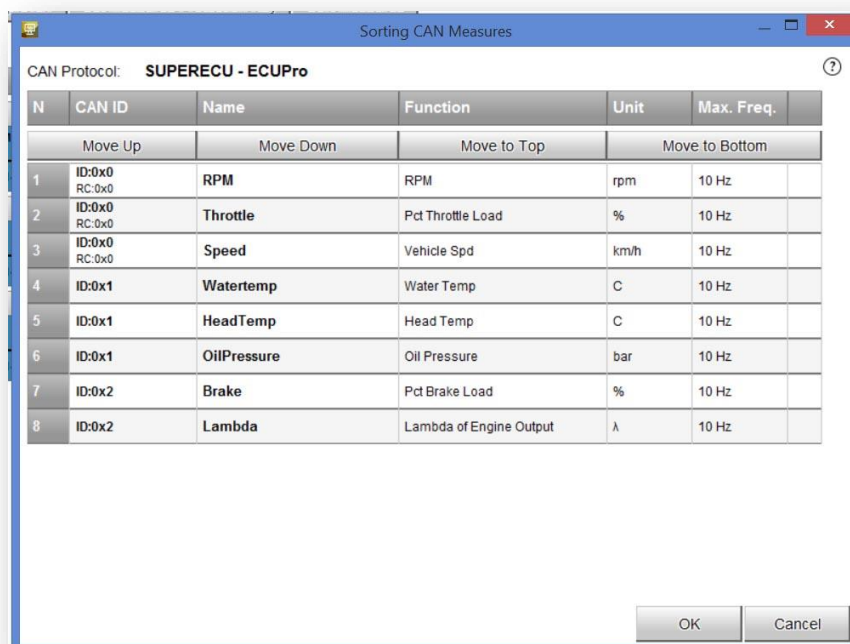 Sorting CAN Measures
CAN Protocol: SUPERECU - ECUPro
N CAN ID Name Function Unit Max. Freq.
Move Up Move Down Move to Top Move to Bottom
1 ID:0x0 RC:0x0 RPM RPM rpm 10 Hz
2 ID:0x0 RC:0x0 Throttle Pct Throttle Load % 10 Hz
3 ID:0x0 RC:0x0 Speed Vehicle Spd km/h 10 Hz
4 ID:0x1 Watertemp Water Temp C 10 Hz
5 ID:0x1 HeadTemp Head Temp C 10 Hz
6 ID:0x1 OilPressure Oil Pressure bar 10 Hz
7 ID:0x2 Brake Pct Brake Load % 10 Hz
8 ID:0x2 Lambda Lambda of Engine Output λ 10 Hz
OK Cancel